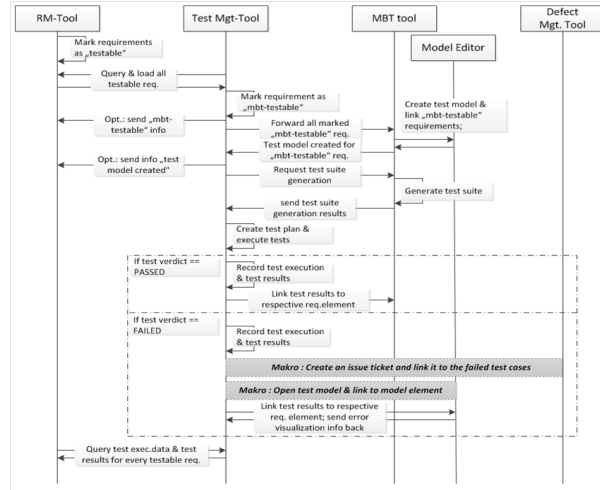 RM-Tool
Test Mgt-Tool
MBT tool
Model Editor
Defect
Mgt. Tool
Mark requirements
as „testable"
Query & load all
testable req.
Mark requirement as
„mbt-testable"
Opt.: send „mbt-
testable" info
Forward all marked
„mbt-testable" req.
Create test model &
link „mbt-testable"
requirements;
Test model created for
„mbt-testable" req.
Opt.: send info „test
model created"
Request test suite
generation
Generate test suite
send test suite
generation results
Create test plan &
execute tests
If test verdict ==
PASSED
Record test execution
& test results
Link test results to
respective req.element
If test verdict ==
FAILED
Record test execution
& test results
Makro : Create an issue ticket and link it to the failed test cases
Makro : Open test model & link to model element
Link test results to respective
req. element; send error
visualization info back
Query test exec.data & test
results for every testable req.